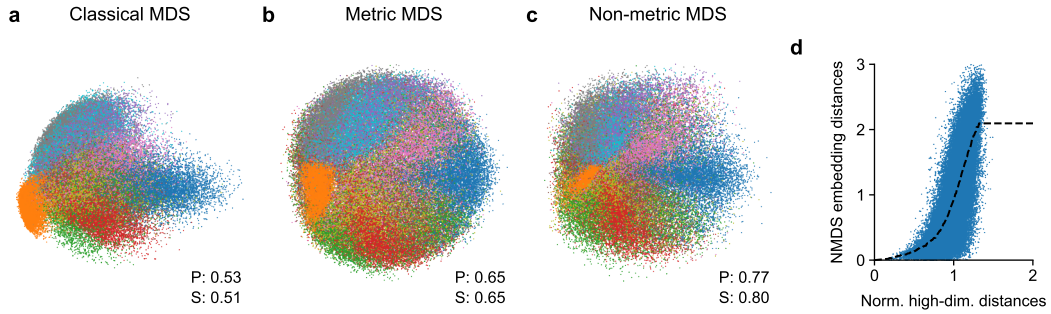 a Classical MDS
b Metric MDS
c Non-metric MDS
d
P: 0.53
S: 0.51
P: 0.65
S: 0.65
P: 0.77
S: 0.80
NMDS embedding distances
3
2
1
0
0 1 2
Norm. high-dim. distances